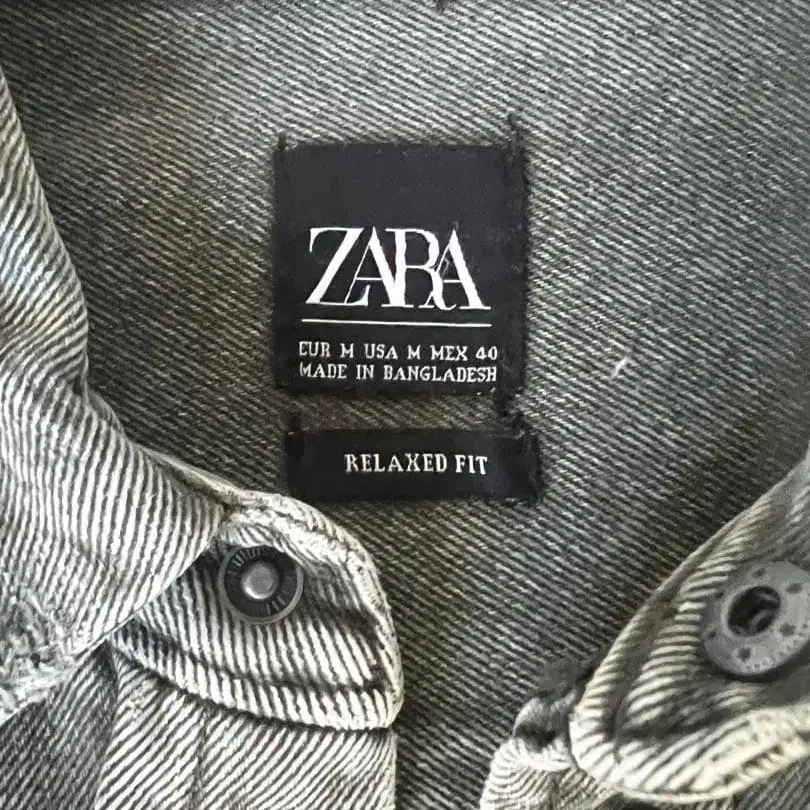 ZARA
EUR M USA M MEX 40
MADE IN BANGLADESH
RELAXED FIT